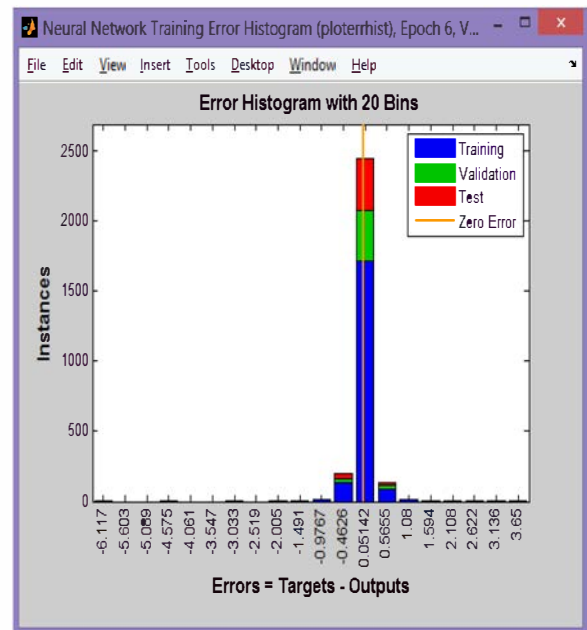 Neural Network Training Error Histogram (ploterrhist), Epoch 6, V...
File Edit View Insert Tools Desktop Window Help
Error Histogram with 20 Bins
Training
Validation
Test
Zero Error
2500
2000
1500
1000
500
0
Instances
-6.117
-5.603
-5.089
-4.575
-4.061
-3.547
-3.033
-2.519
-2.005
-1.491
-0.9767
-0.4626
0.05142
0.5655
1.08
1.594
2.108
2.622
3.136
3.65
Errors = Targets - Outputs